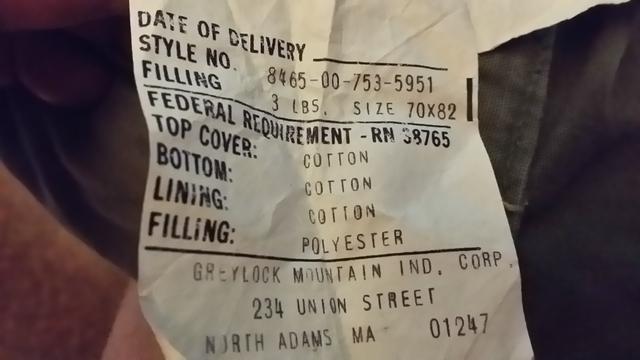 DATE OF DELIVERY
STYLE NO. 8465-00-753-5951
FILLING 3 LBS. SIZE 70X82
FEDERAL REQUIREMENT - RN 38765
TOP COVER: COTTON
BOTTOM: COTTON
LINING: COTTON
FILLING: POLYESTER
GREYLOCK MOUNTAIN IND. CORP.
234 UNION STREET
NORTH ADAMS MA 01247